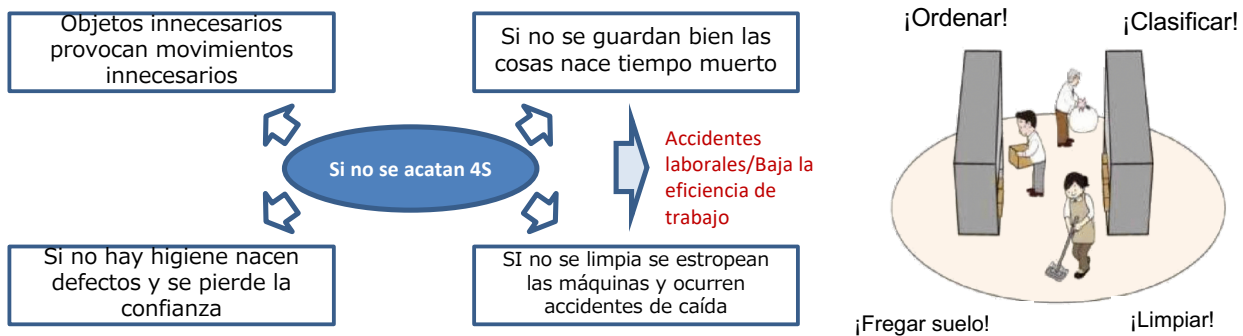 Objetos innecesarios
provocan movimientos
innecesarios
Si no se guardan bien las
cosas nace tiempo muerto
Si no se acatan 4S
Accidentes
laborales/Baja la
eficiencia de
trabajo
Si no hay higiene nacen
defectos y se pierde la
confianza
SI no se limpia se estropean
las máquinas y ocurren
accidentes de caída
¡Ordenar!
¡Clasificar!
¡Fregar suelo!
¡Limpiar!